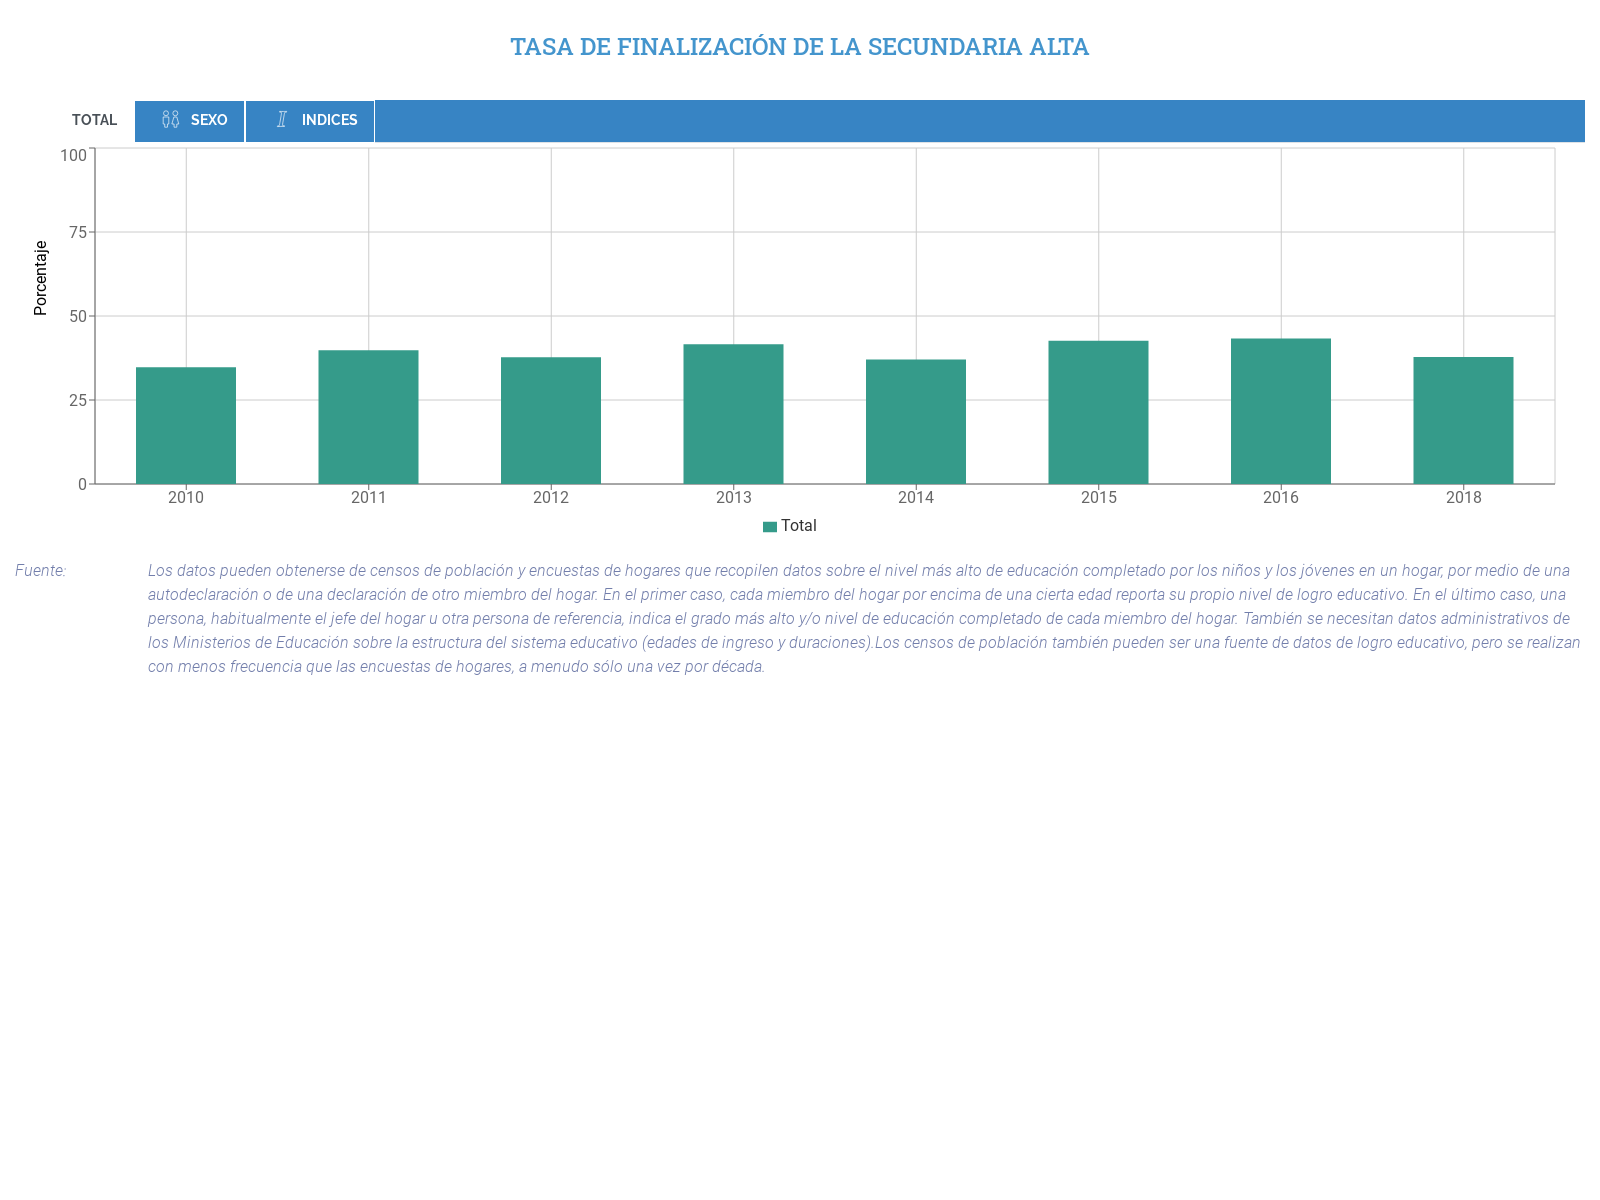 TASA DE FINALIZACIÓN DE LA SECUNDARIA ALTA
TOTAL SEXO INDICES
100
75
50
25
0
Porcentaje
2010 2011 2012 2013 2014 2015 2016 2018
Total
Fuente: Los datos pueden obtenerse de censos de población y encuestas de hogares que recopilen datos sobre el nivel más alto de educación completado por los niños y los jóvenes en un hogar, por medio de una
autodeclaración o de una declaración de otro miembro del hogar. En el primer caso, cada miembro del hogar por encima de una cierta edad reporta su propio nivel de logro educativo. En el último caso, una
persona, habitualmente el jefe del hogar u otra persona de referencia, indica el grado más alto y/o nivel de educación completado de cada miembro del hogar. También se necesitan datos administrativos de
los Ministerios de Educación sobre la estructura del sistema educativo (edades de ingreso y duraciones).Los censos de población también pueden ser una fuente de datos de logro educativo, pero se realizan
con menos frecuencia que las encuestas de hogares, a menudo sólo una vez por década.